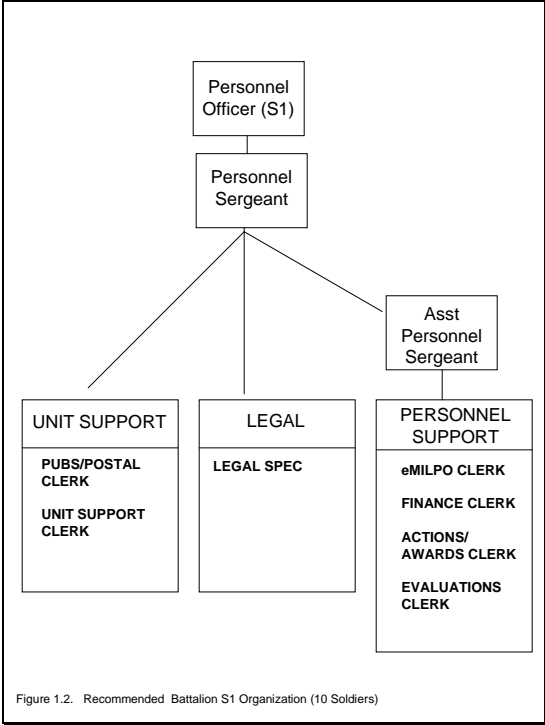 Personnel
Officer (S1)
Personnel
Sergeant
Asst
Personnel
Sergeant
UNIT SUPPORT
PUBS/POSTAL
CLERK
UNIT SUPPORT
CLERK
LEGAL
LEGAL SPEC
PERSONNEL
SUPPORT
eMILPO CLERK
FINANCE CLERK
ACTIONS/
AWARDS CLERK
EVALUATIONS
CLERK
Figure 1.2. Recommended Battalion S1 Organization (10 Soldiers)